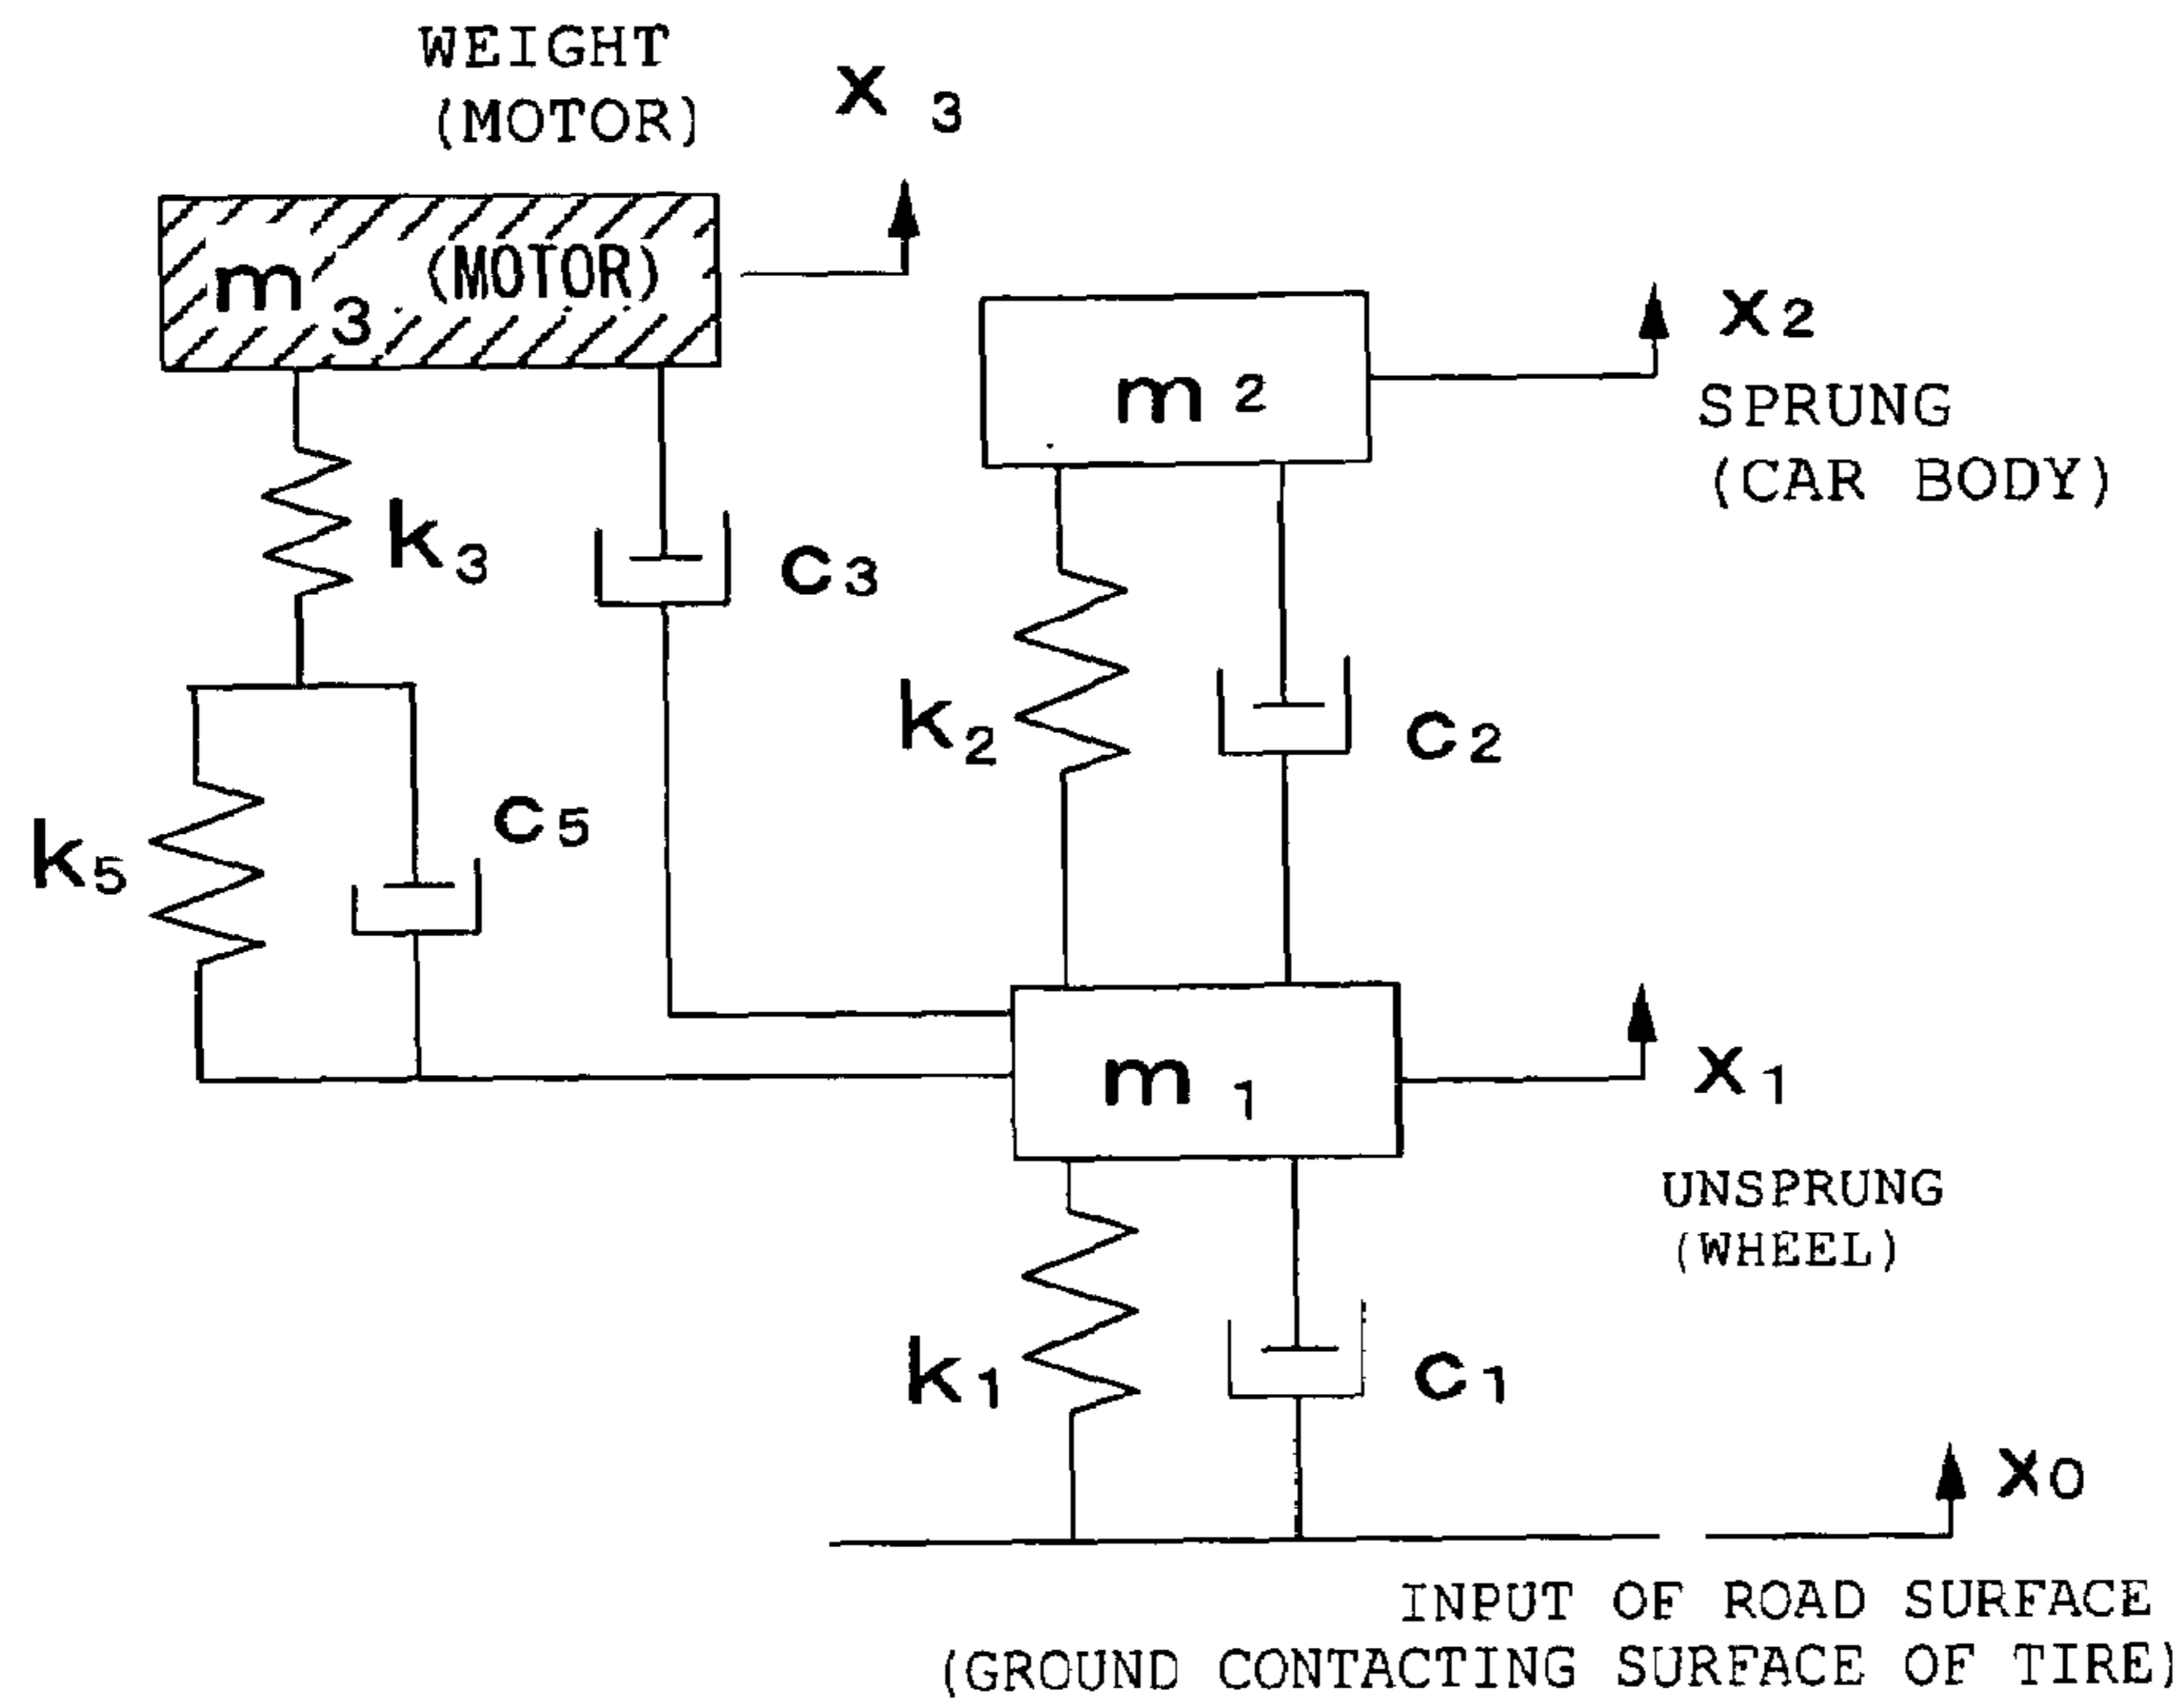 WEIGHT
(MOTOR)
X 3
m 3 (MOTOR)
X2
m 2
SPRUNG
(CAR BODY)
k3
c3
k2
c2
k5
c5
m 1
X1
UNSPRUNG
(WHEEL)
k1
c1
X0
INPUT OF ROAD SURFACE
(GROUND CONTACTING SURFACE OF TIRE)